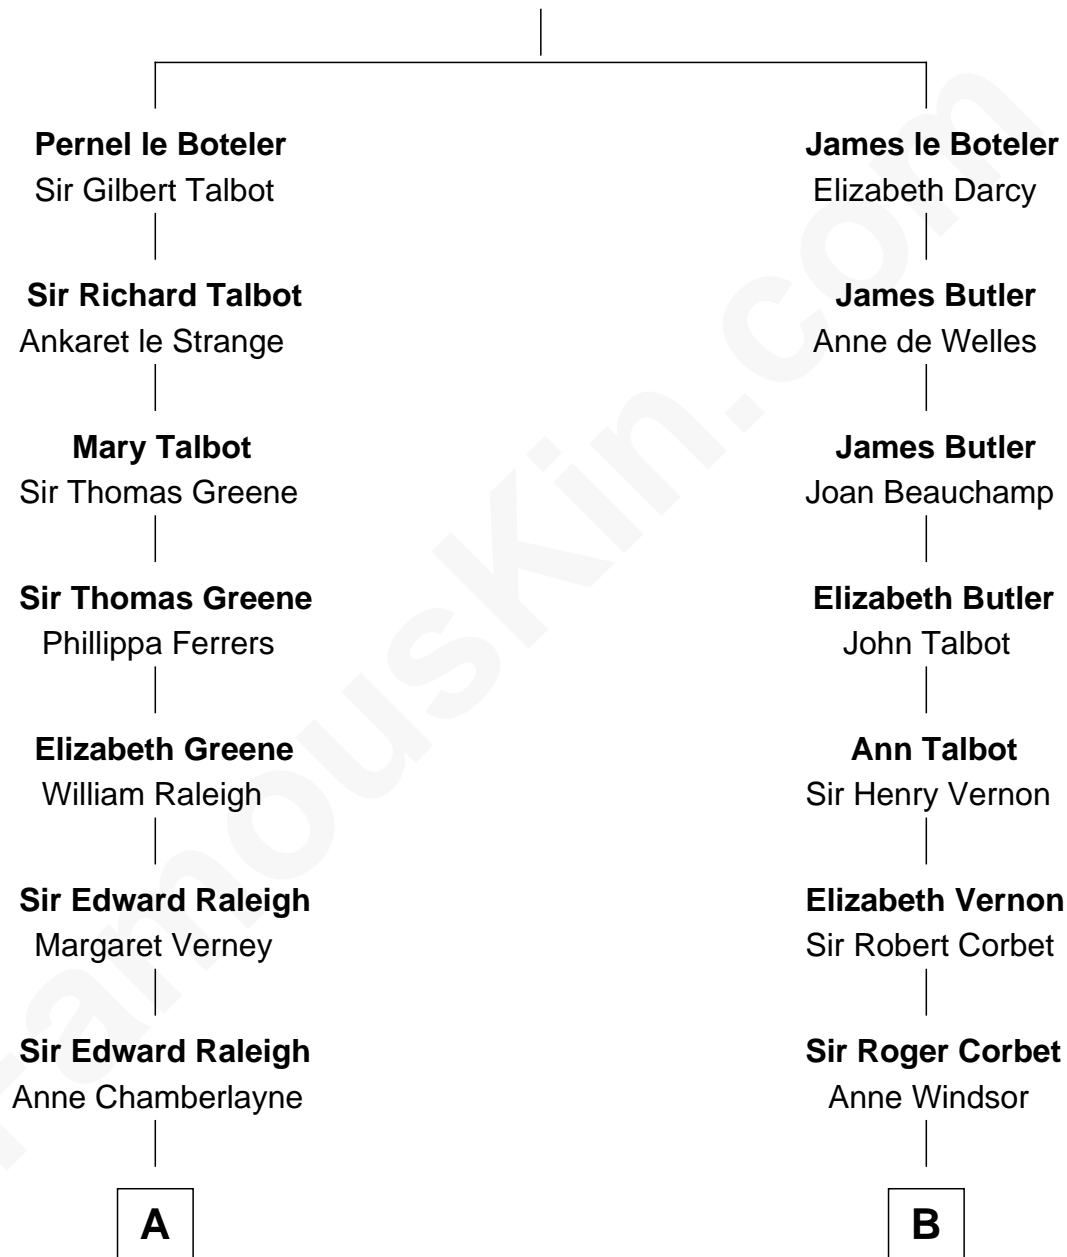 Pernel le Boteler
Sir Gilbert Talbot
Sir Richard Talbot
Ankaret le Strange
Mary Talbot
Sir Thomas Greene
Sir Thomas Greene
Phillippa Ferrers
Elizabeth Greene
William Raleigh
Sir Edward Raleigh
Margaret Verney
Sir Edward Raleigh
Anne Chamberlayne
A
James le Boteler
Elizabeth Darcy
James Butler
Anne de Welles
James Butler
Joan Beauchamp
Elizabeth Butler
John Talbot
Ann Talbot
Sir Henry Vernon
Elizabeth Vernon
Sir Robert Corbet
Sir Roger Corbet
Anne Windsor
B
FamousKin.com